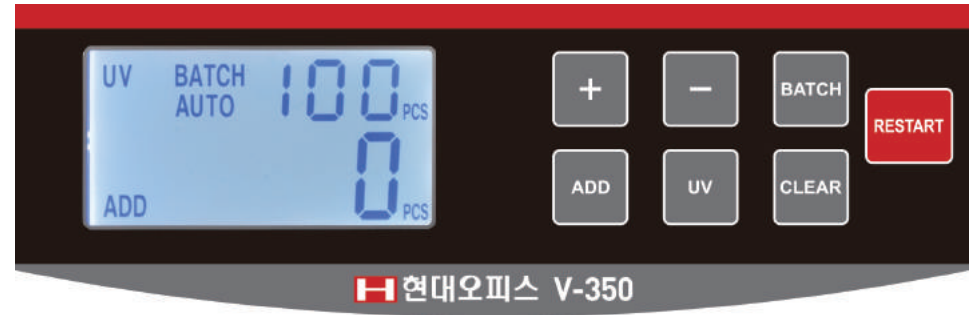 UV BATCH 100 PCS
AUTO
0 PCS
ADD
+ - BATCH
RESTART
ADD UV CLEAR
H 현대오피스 V-350